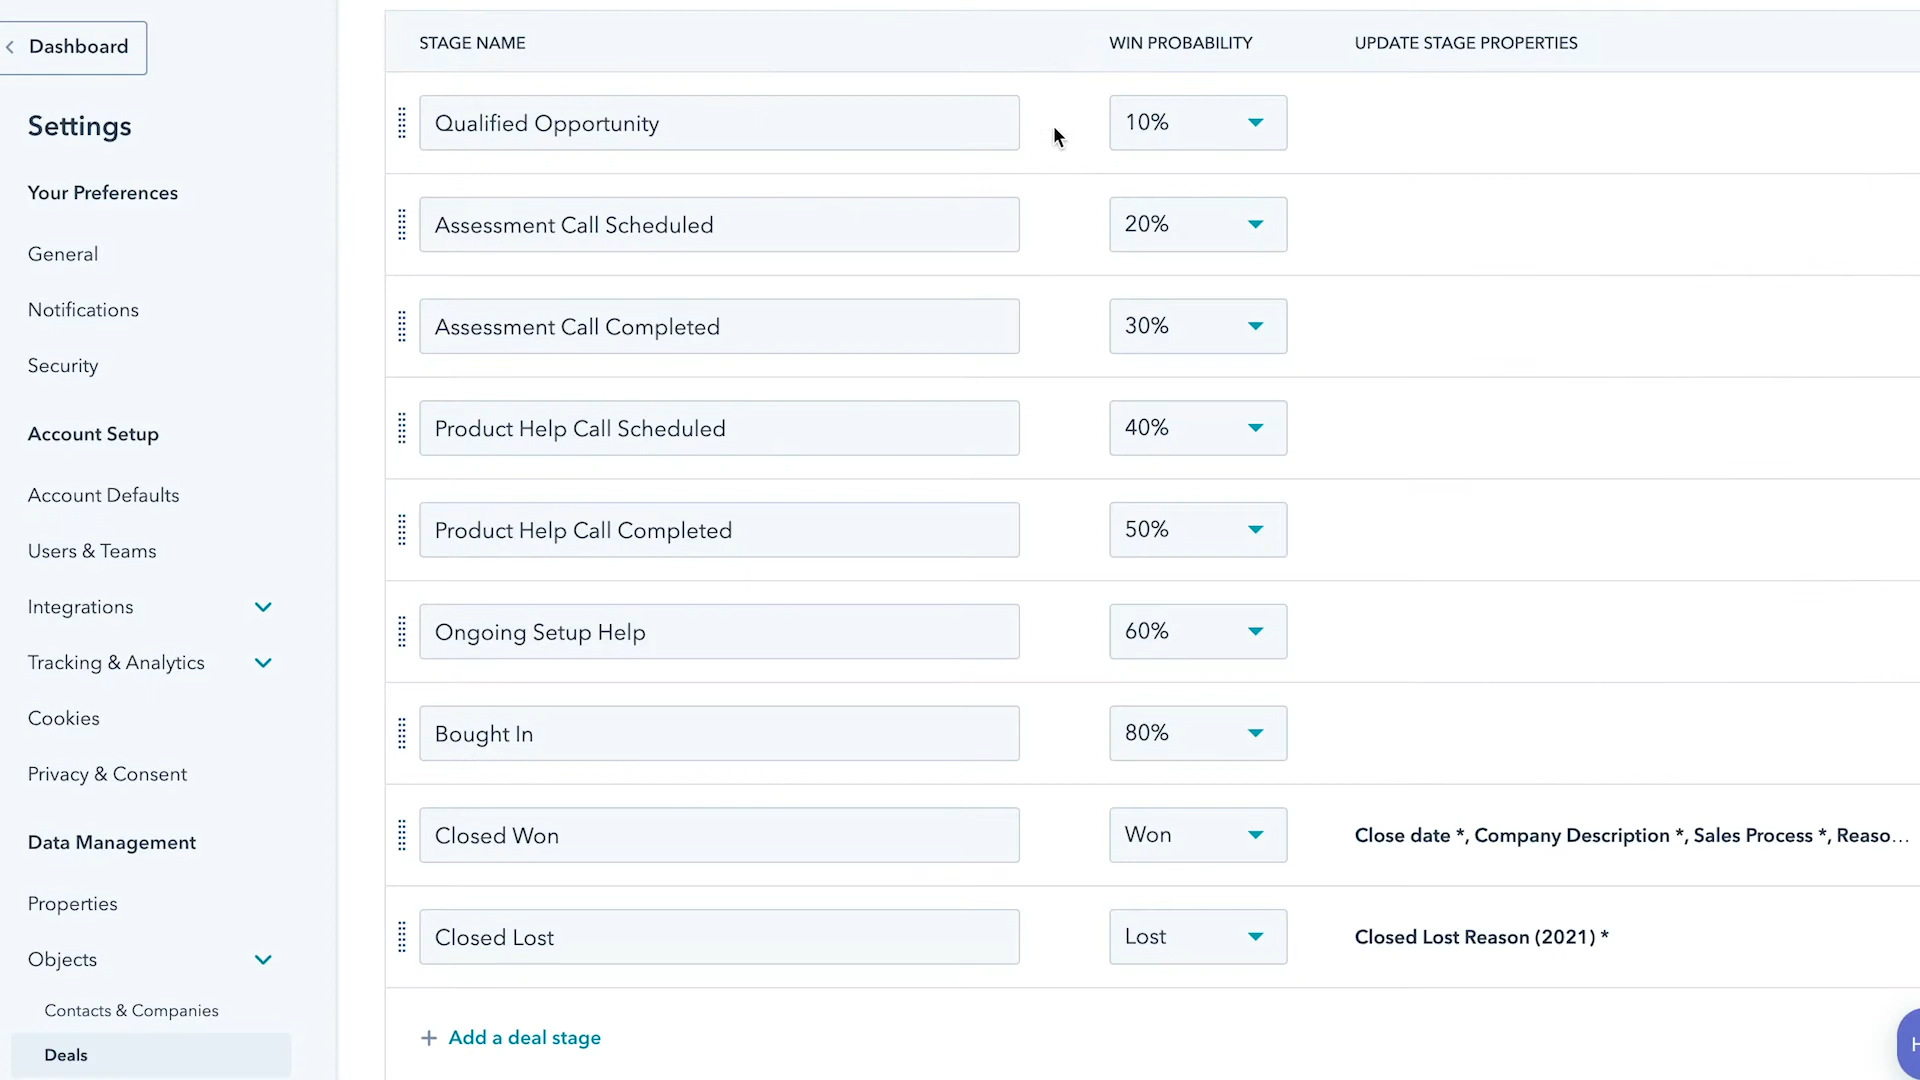 Dashboard
Settings
Your Preferences
General
Notifications
Security
Account Setup
Account Defaults
Users & Teams
Integrations
Tracking & Analytics
Cookies
Privacy & Consent
Data Management
Properties
Objects
Contacts & Companies
Deals
STAGE NAME WIN PROBABILITY UPDATE STAGE PROPERTIES
Qualified Opportunity 10%
Assessment Call Scheduled 20%
Assessment Call Completed 30%
Product Help Call Scheduled 40%
Product Help Call Completed 50%
Ongoing Setup Help 60%
Bought In 80%
Closed Won Won Close date *, Company Description *, Sales Process *, Reaso...
Closed Lost Lost Closed Lost Reason (2021) *
+ Add a deal stage